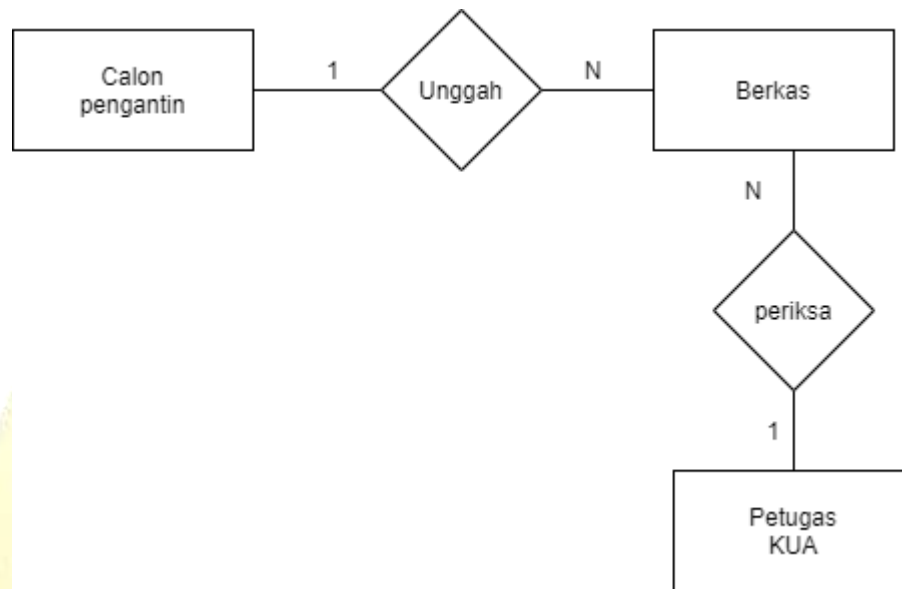 Calon
pengantin
1
Unggah
N
Berkas
N
periksa
1
Petugas
KUA